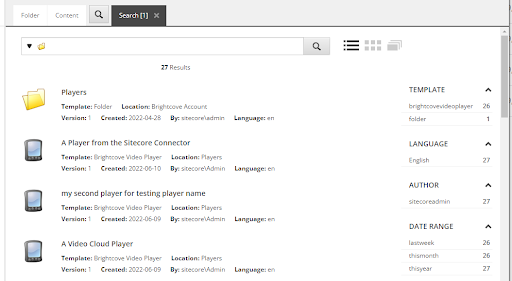 Folder
Content
Search [1]
27 Results
Players
Template: Folder Location: Brightcove Account
Version: 1 Created: 2022-04-28 By: sitecore\admin Language: en
A Player from the Sitecore Connector
Template: Brightcove Video Player Location: Players
Version: 1 Created: 2022-06-10 By: sitecore\Admin Language: en
my second player for testing player name
Template: Brightcove Video Player Location: Players
Version: 1 Created: 2022-06-09 By: sitecore\Admin Language: en
A Video Cloud Player
Template: Brightcove Video Player Location: Players
Version: 1 Created: 2022-06-09 By: sitecore\Admin Language: en
TEMPLATE
brightcovevideoplayer 26
folder 1
LANGUAGE
English 27
AUTHOR
sitecoreadmin 27
DATE RANGE
lastweek 26
thismonth 26
thisyear 27